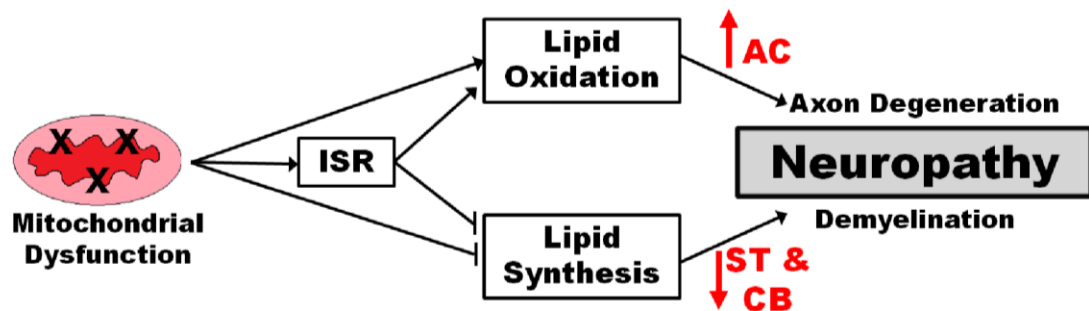 X X
X
Mitochondrial
Dysfunction
ISR
Lipid
Oxidation
Lipid
Synthesis
AC
ST &
CB
Axon Degeneration
Neuropathy
Demyelination